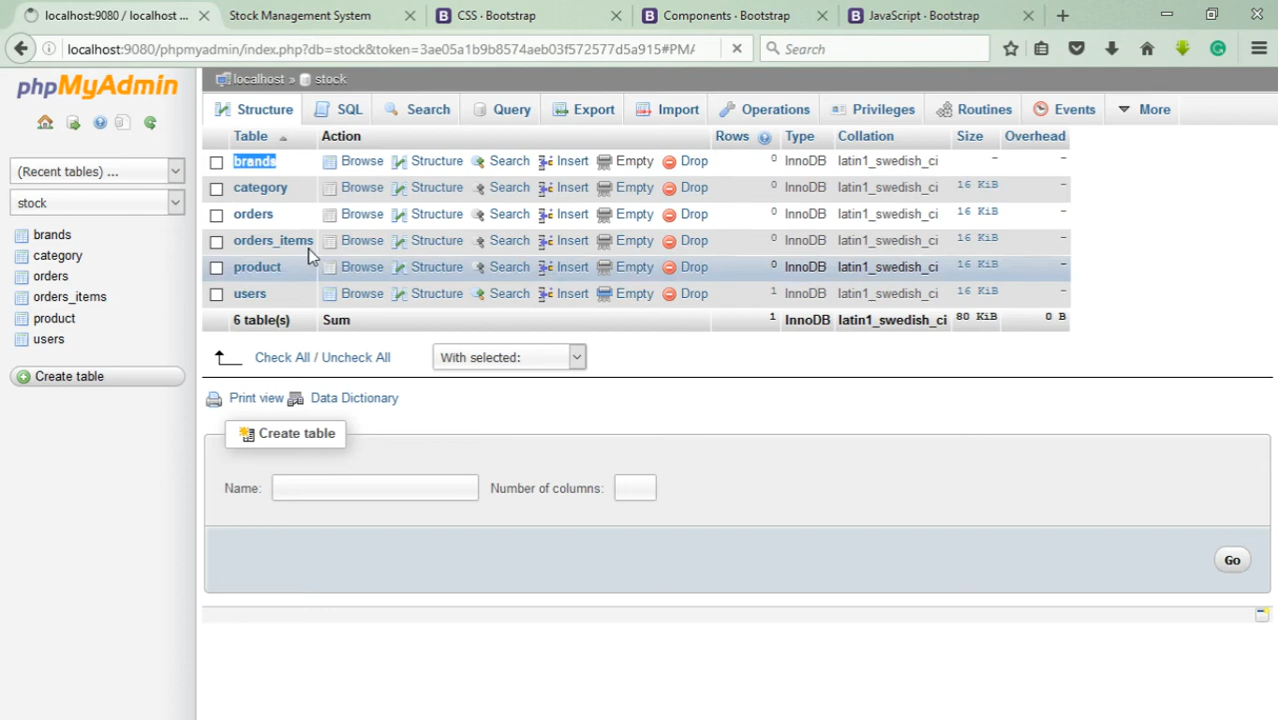 localhost:9080 / localhost ... Stock Management System CSS · Bootstrap Components · Bootstrap JavaScript · Bootstrap
localhost:9080/phpmyadmin/index.php?db=stock&token=3ae05a1b9b8574aeb03f572577d5a915#PMA Search
phpMyAdmin
(Recent tables) ...
stock
brands
category
orders
orders_items
product
users
Create table
localhost » stock
Structure SQL Search Query Export Import Operations Privileges Routines Events More
Table Action Rows Type Collation Size Overhead
brands Browse Structure Search Insert Empty Drop 0 InnoDB latin1_swedish_ci - -
category Browse Structure Search Insert Empty Drop 0 InnoDB latin1_swedish_ci 16 KiB -
orders Browse Structure Search Insert Empty Drop 0 InnoDB latin1_swedish_ci 16 KiB -
orders_items Browse Structure Search Insert Empty Drop 0 InnoDB latin1_swedish_ci 16 KiB -
product Browse Structure Search Insert Empty Drop 0 InnoDB latin1_swedish_ci 16 KiB -
users Browse Structure Search Insert Empty Drop 1 InnoDB latin1_swedish_ci 16 KiB -
6 table(s) Sum 1 InnoDB latin1_swedish_ci 80 KiB 0 B
Check All / Uncheck All With selected:
Print view Data Dictionary
Create table
Name: Number of columns:
Go